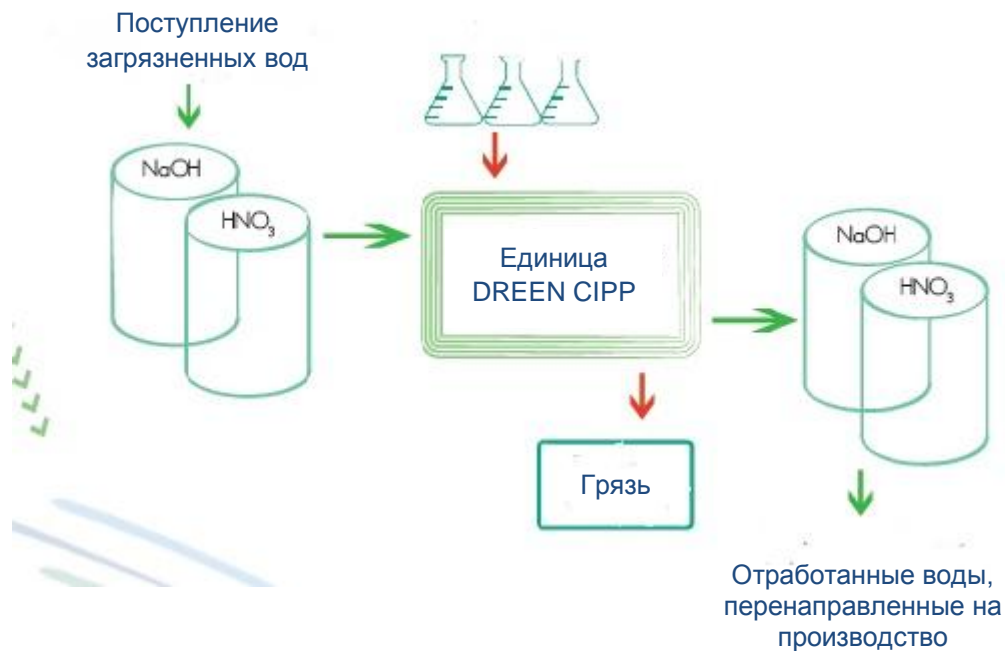 Поступление
загрязненных вод
NaOH
HNO₃
Единица
DREEN CIPP
NaOH
HNO₃
Грязь
Отработанные воды,
перенаправленные на
производство